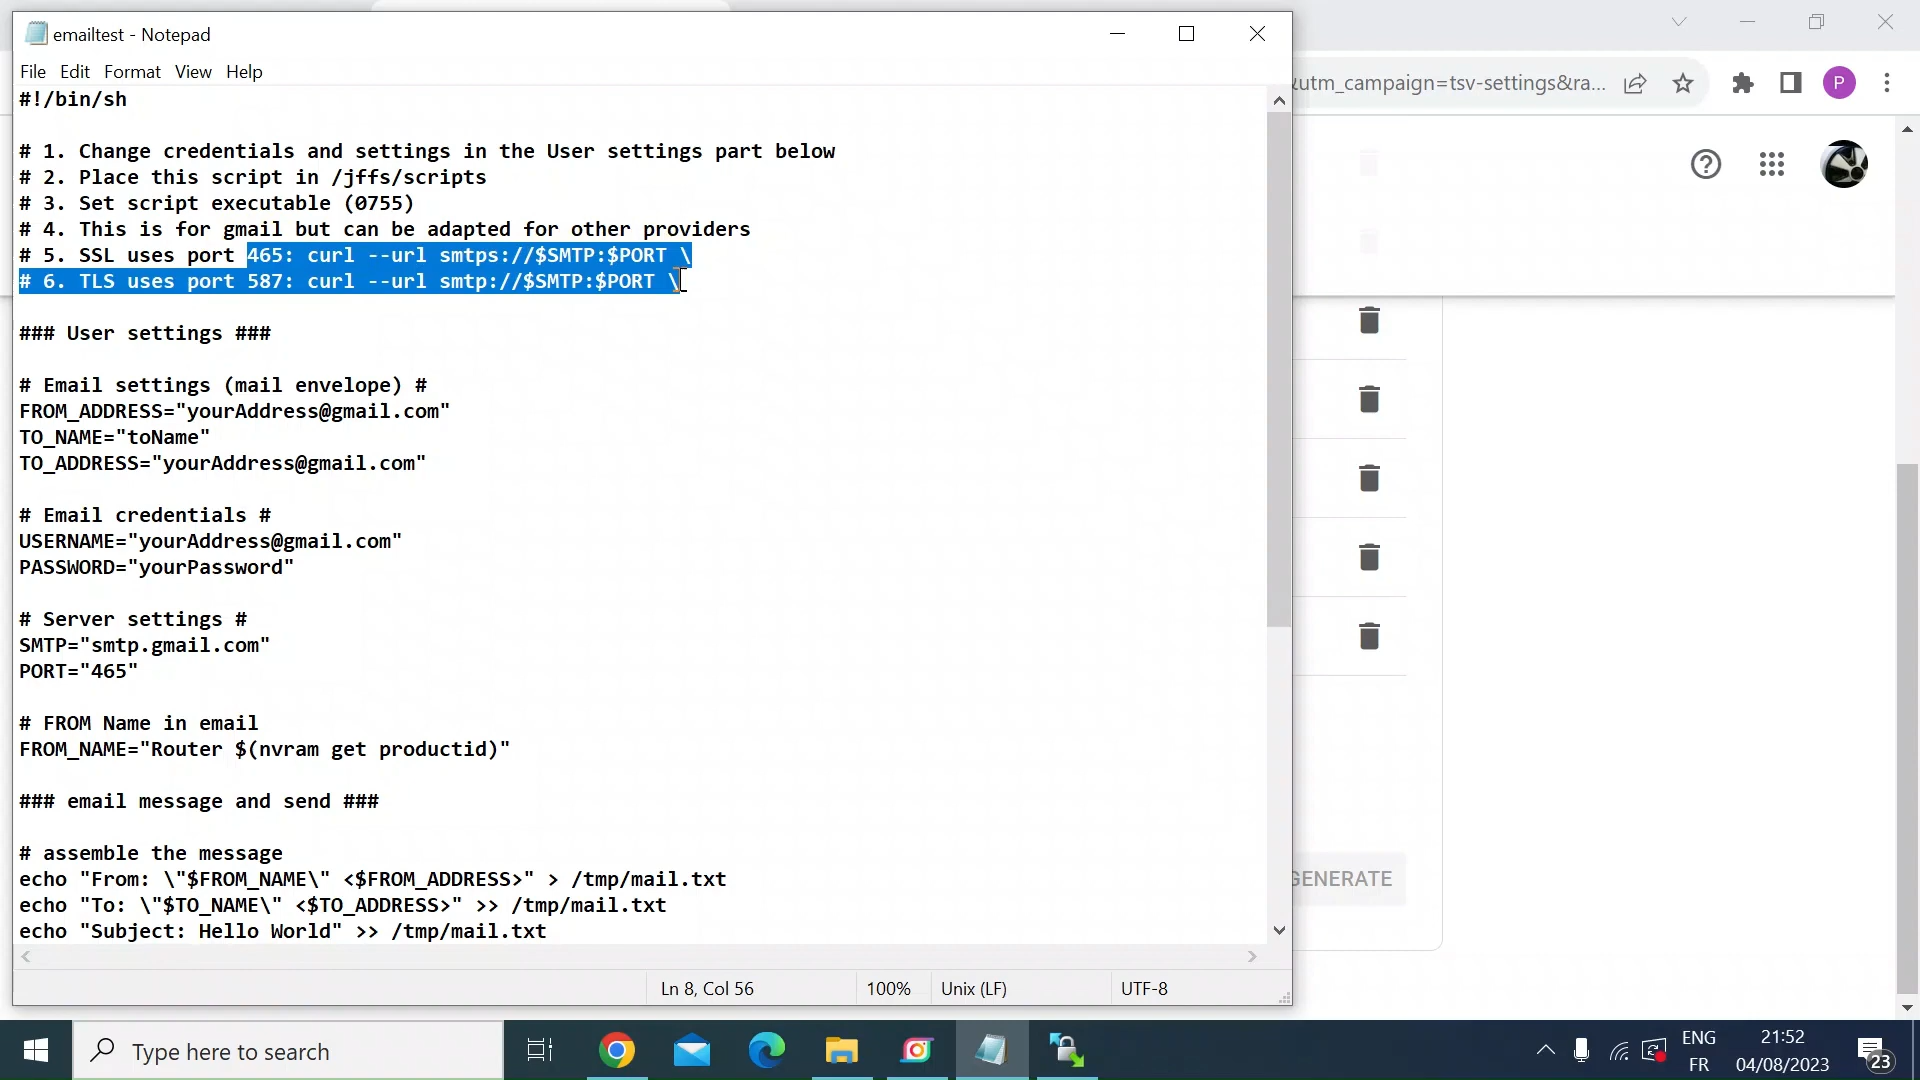 emailtest - Notepad
File Edit Format View Help
&utm_campaign=tsv-settings&ra...
P
#!/bin/sh
# 1. Change credentials and settings in the User settings part below
# 2. Place this script in /jffs/scripts
# 3. Set script executable (0755)
# 4. This is for gmail but can be adapted for other providers
# 5. SSL uses port 465: curl --url smtps://$SMTP:$PORT \
# 6. TLS uses port 587: curl --url smtp://$SMTP:$PORT \
### User settings ###
# Email settings (mail envelope) #
FROM_ADDRESS="yourAddress@gmail.com"
TO_NAME="toName"
TO_ADDRESS="yourAddress@gmail.com"
# Email credentials #
USERNAME="yourAddress@gmail.com"
PASSWORD="yourPassword"
# Server settings #
SMTP="smtp.gmail.com"
PORT="465"
# FROM Name in email
FROM_NAME="Router $(nvram get productid)"
### email message and send ###
# assemble the message
echo "From: \"$FROM_NAME\" <$FROM_ADDRESS>" > /tmp/mail.txt
echo "To: \"$TO_NAME\" <$TO_ADDRESS>" >> /tmp/mail.txt
echo "Subject: Hello World" >> /tmp/mail.txt
GENERATE
Ln 8, Col 56 100% Unix (LF) UTF-8
Type here to search
ENG
FR
21:52
04/08/2023
23